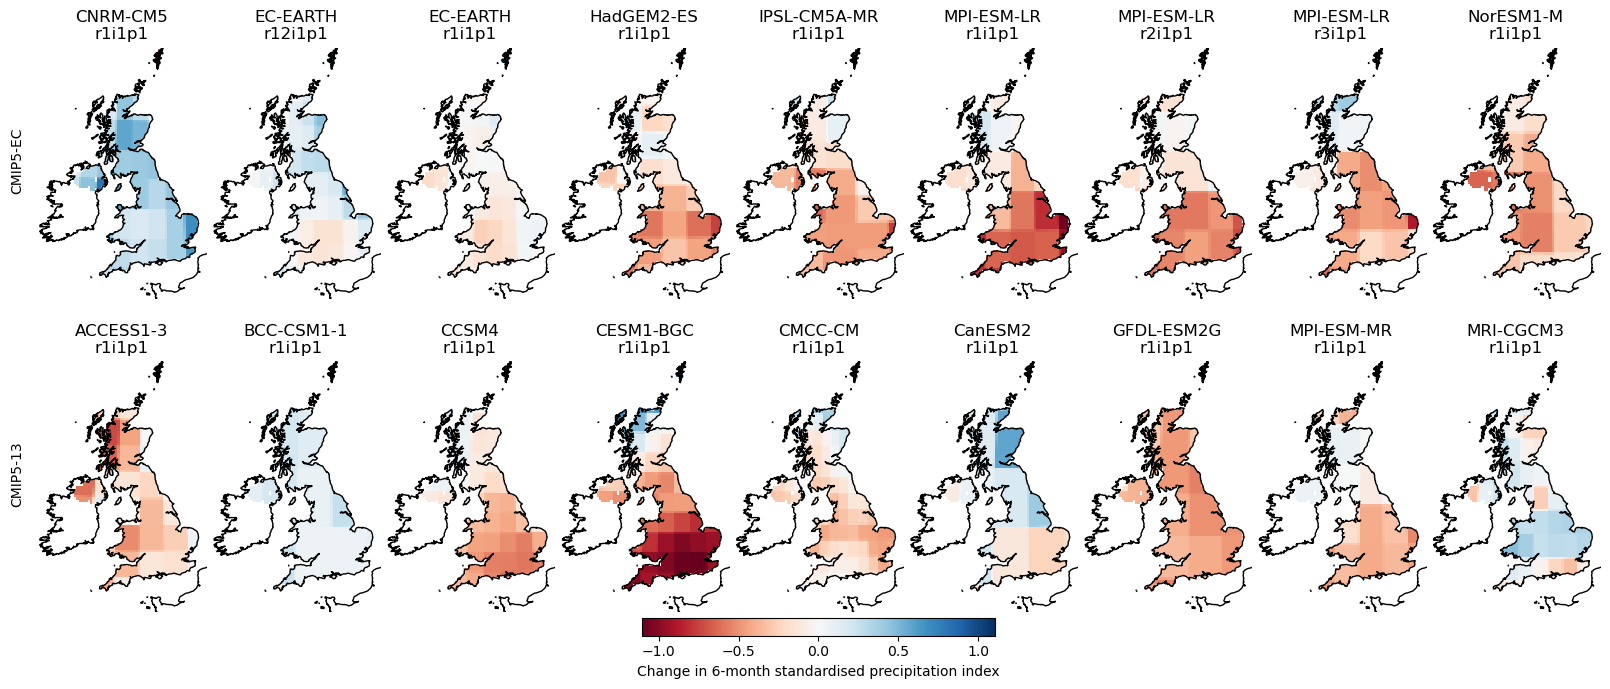 CNRM-CM5
r1i1p1
EC-EARTH
r12i1p1
EC-EARTH
r1i1p1
HadGEM2-ES
r1i1p1
IPSL-CM5A-MR
r1i1p1
MPI-ESM-LR
r1i1p1
MPI-ESM-LR
r2i1p1
MPI-ESM-LR
r3i1p1
NorESM1-M
r1i1p1
CMIP5-EC
ACCESS1-3
r1i1p1
BCC-CSM1-1
r1i1p1
CCSM4
r1i1p1
CESM1-BGC
r1i1p1
CMCC-CM
r1i1p1
CanESM2
r1i1p1
GFDL-ESM2G
r1i1p1
MPI-ESM-MR
r1i1p1
MRI-CGCM3
r1i1p1
CMIP5-13
−1.0 −0.5 0.0 0.5 1.0
Change in 6-month standardised precipitation index